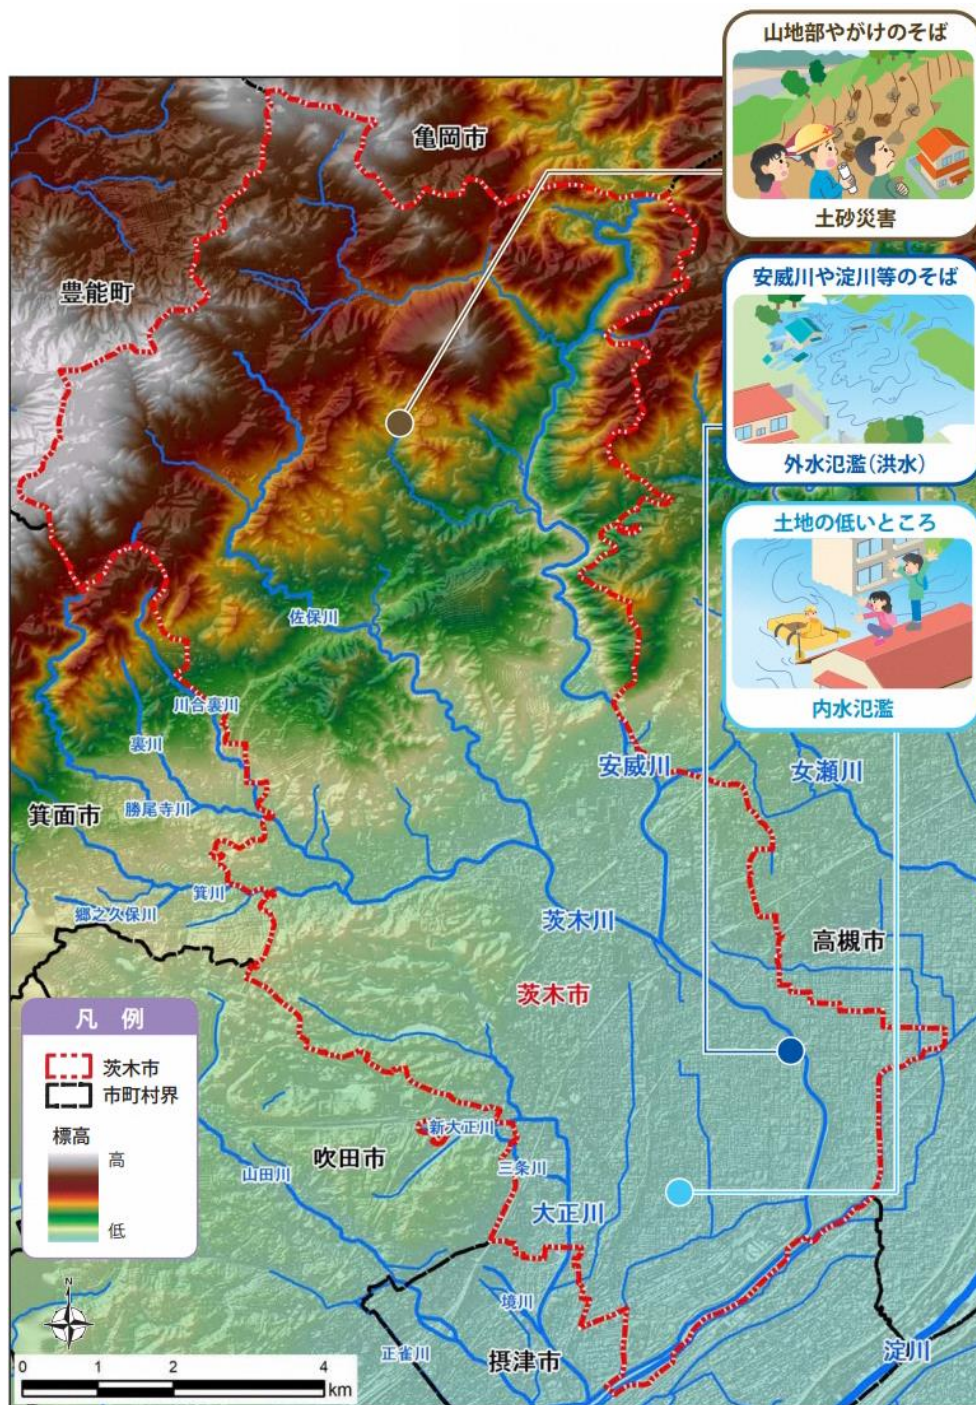 山地部やがけのそば
土砂災害
安威川や淀川等のそば
外水氾濫(洪水)
土地の低いところ
内水氾濫
亀岡市
豊能町
佐保川
川合裏川
裏川
勝尾寺川
箕面市
安威川
女瀬川
箕川
郷之久保川
茨木川
高槻市
茨木市
新大正川
吹田市
三条川
山田川
大正川
境川
正雀川
摂津市
淀川
凡 例
茨木市
市町村界
標高
高
低
N
0 1 2 4
km